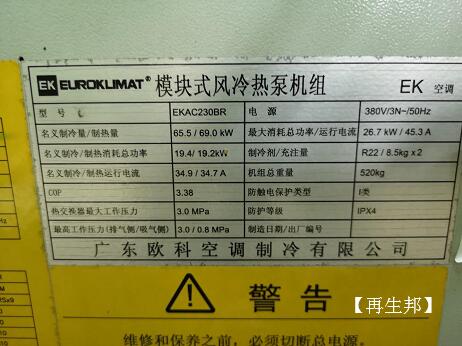 EK EUROKLIMAT® 模块式风冷热泵机组 EK 空调
型号 EKAC230BR 电源 380V/3N~/50Hz
名义制冷量/制热量 65.5 / 69.0 kW 最大消耗总功率/运行电流 26.7 kW / 45.3 A
名义制冷/制热消耗总功率 19.4/ 19.2kW 制冷剂/充注量 R22 / 8.5kg x 2
名义制冷/制热运行电流 34.9 / 34.7 A 机组总重量 520kg
COP 3.38 防触电保护类型 I类
热交换器最大工作压力 3.0 MPa 防护等级 IPX4
最高工作压力(排气侧/吸气侧) 3.0 / 0.8 MPa 制造日期/出厂编号
广东欧科空调制冷有限公司
警告
【再生邦】
维修和保养之前，必须切断总电源。